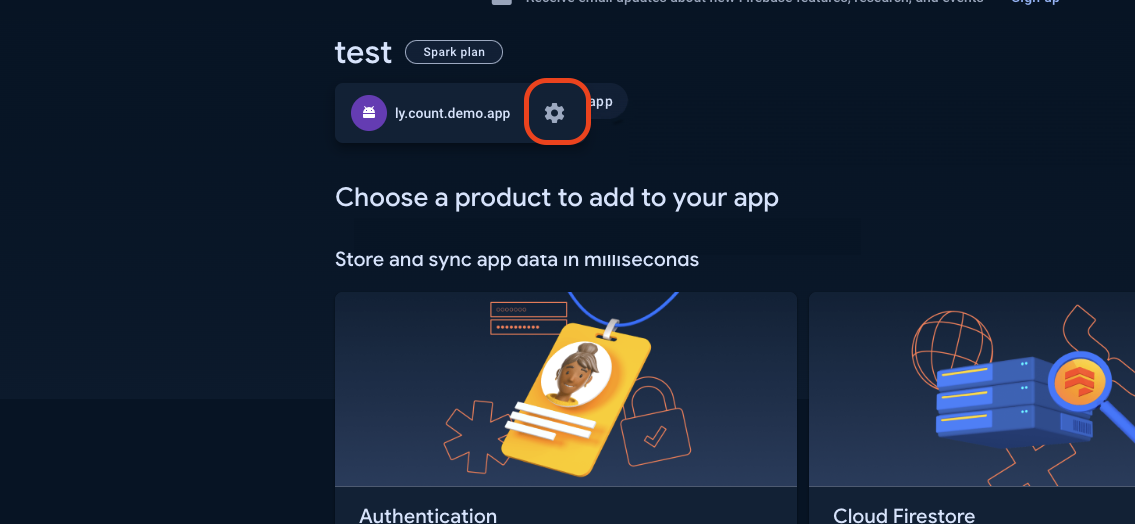 Receive email updates about new Firebase features, research, and events Sign up
test Spark plan
ly.count.demo.app
app
Choose a product to add to your app
Store and sync app data in milliseconds
Authentication
Cloud Firestore